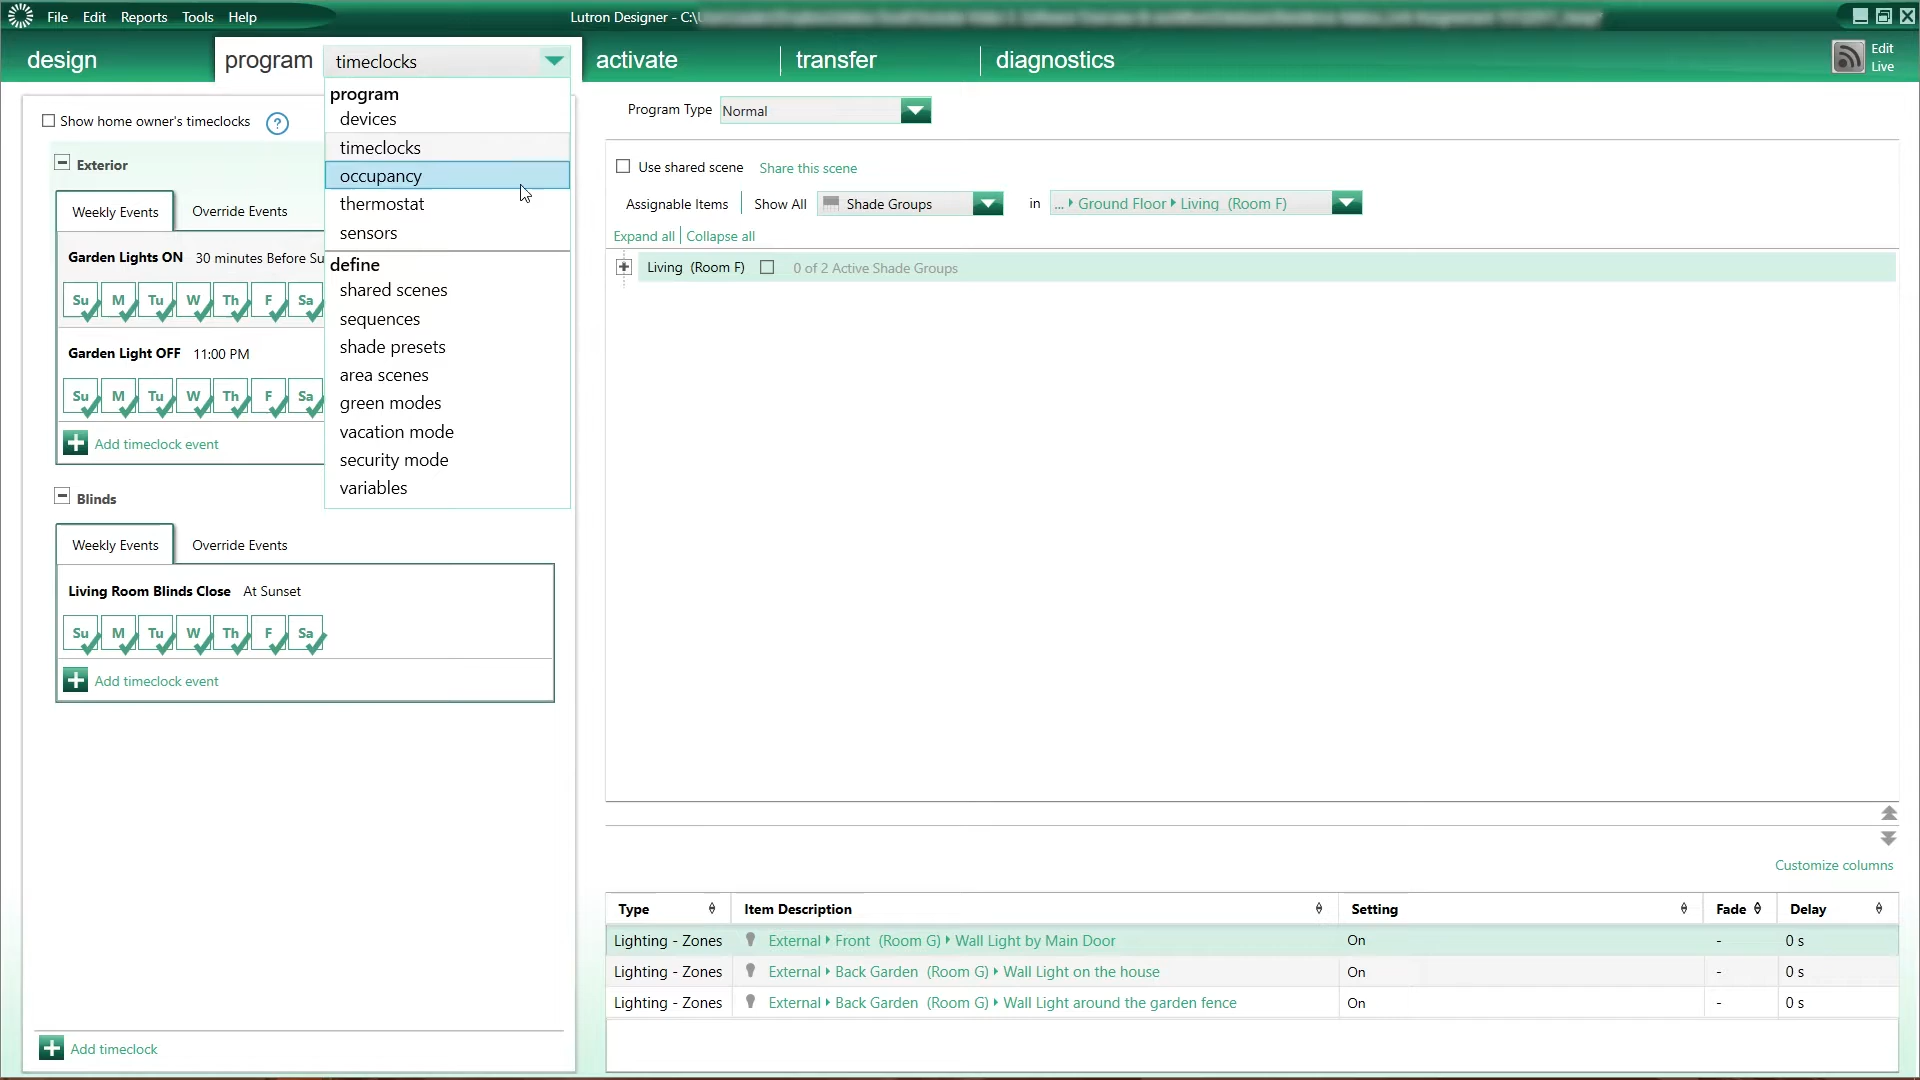 File Edit Reports Tools Help
Lutron Designer - C:\
design
program
timeclocks
activate
transfer
diagnostics
Edit
Live
program
devices
timeclocks
occupancy
thermostat
sensors
define
shared scenes
sequences
shade presets
area scenes
green modes
vacation mode
security mode
variables
Show home owner's timeclocks ?
Exterior
Weekly Events Override Events
Garden Lights ON 30 minutes Before Su
Su M Tu W Th F Sa
Garden Light OFF 11:00 PM
Su M Tu W Th F Sa
Add timeclock event
Blinds
Weekly Events Override Events
Living Room Blinds Close At Sunset
Su M Tu W Th F Sa
Add timeclock event
Add timeclock
Program Type Normal
Use shared scene Share this scene
Assignable Items Show All Shade Groups in ... Ground Floor Living (Room F)
Expand all Collapse all
Living (Room F) 0 of 2 Active Shade Groups
Customize columns
Type Item Description Setting Fade Delay
Lighting - Zones External Front (Room G) Wall Light by Main Door On - 0 s
Lighting - Zones External Back Garden (Room G) Wall Light on the house On - 0 s
Lighting - Zones External Back Garden (Room G) Wall Light around the garden fence On - 0 s